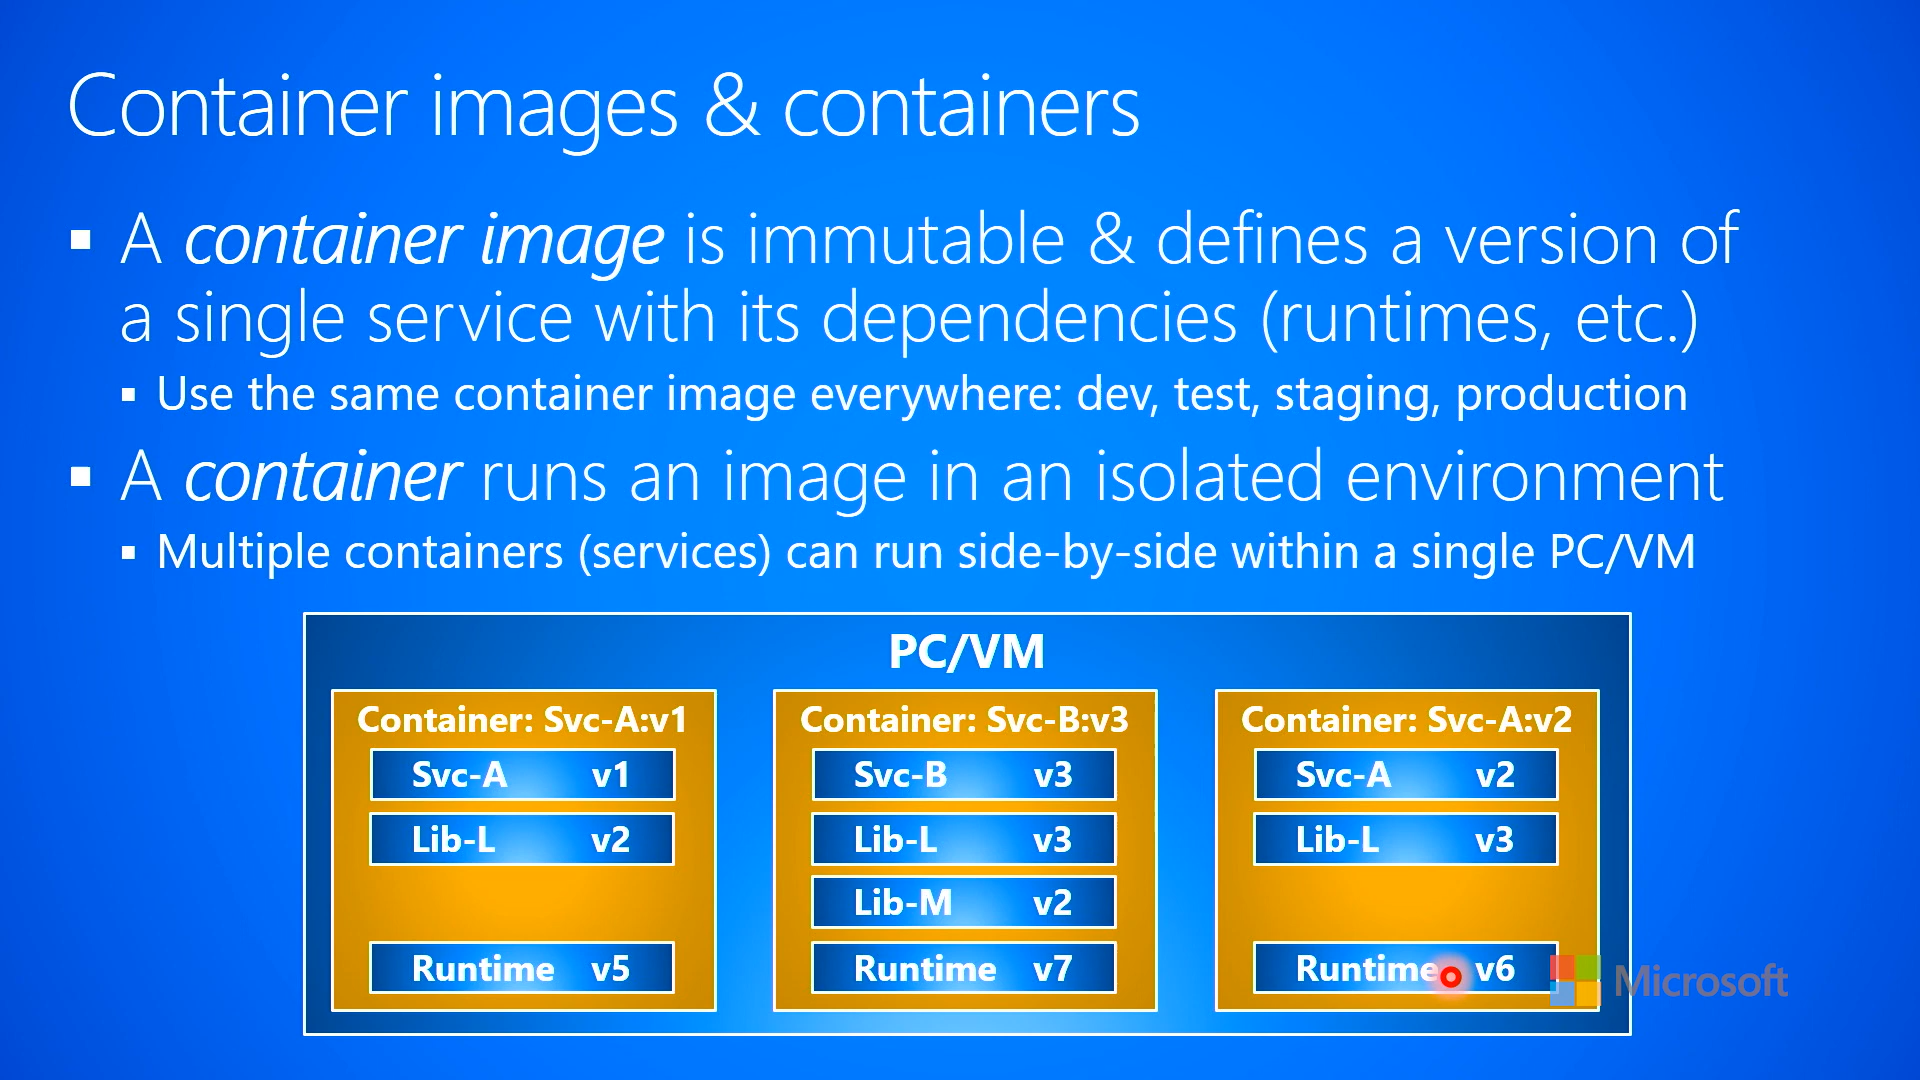 Container images & containers
A container image is immutable & defines a version of
a single service with its dependencies (runtimes, etc.)
Use the same container image everywhere: dev, test, staging, production
A container runs an image in an isolated environment
Multiple containers (services) can run side-by-side within a single PC/VM
PC/VM
Container: Svc-A:v1
Svc-A v1
Lib-L v2
Runtime v5
Container: Svc-B:v3
Svc-B v3
Lib-L v3
Lib-M v2
Runtime v7
Container: Svc-A:v2
Svc-A v2
Lib-L v3
Runtime v6
Microsoft